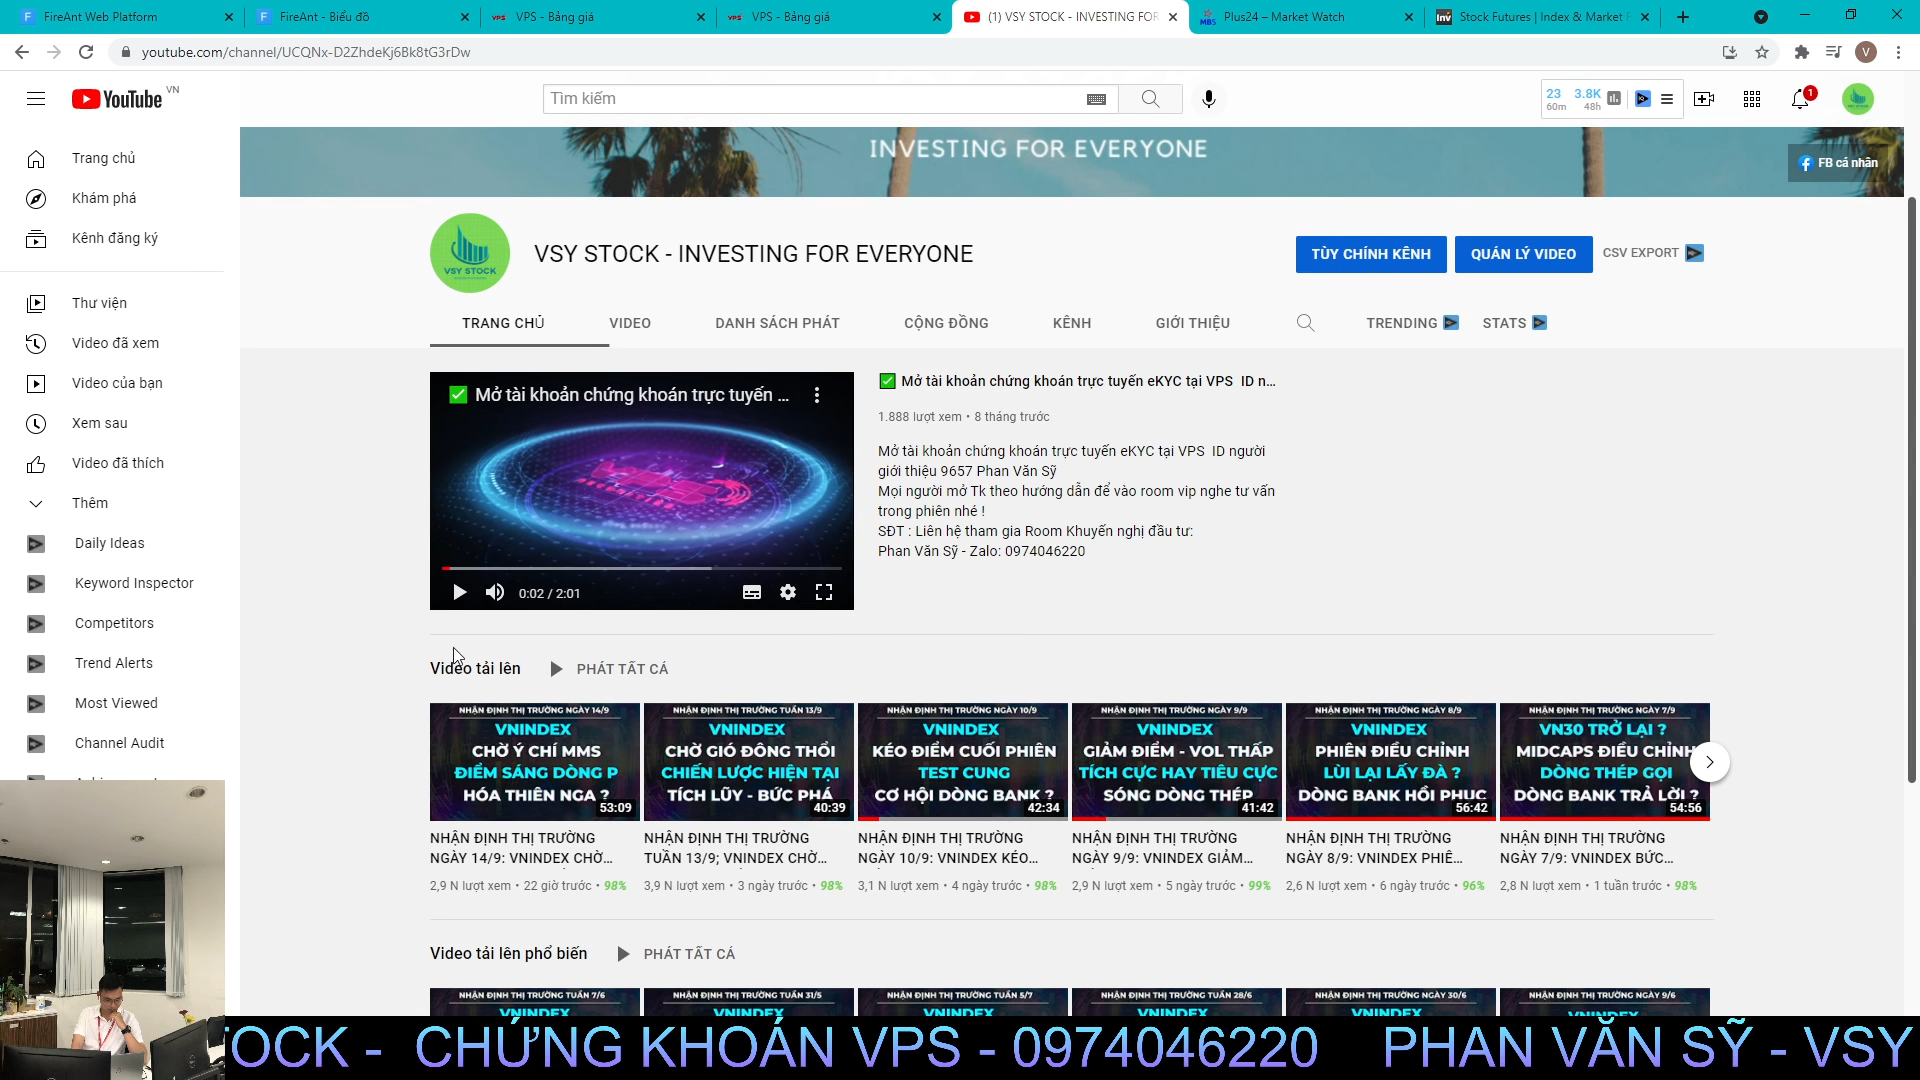 FireAnt Web Platform
FireAnt - Biểu đồ
VPS - Bảng giá
VPS - Bảng giá
(1) VSY STOCK - INVESTING FOR
Plus24 – Market Watch
Stock Futures | Index & Market F
youtube.com/channel/UCQNx-D2ZhdeKj6Bk8tG3rDw
V
YouTube VN
Tìm kiếm
23 3.8K
60m 48h
1
Trang chủ
Khám phá
Kênh đăng ký
Thư viện
Video đã xem
Video của bạn
Xem sau
Video đã thích
Thêm
Daily Ideas
Keyword Inspector
Competitors
Trend Alerts
Most Viewed
Channel Audit
INVESTING FOR EVERYONE
FB cá nhân
VSY STOCK
VSY STOCK - INVESTING FOR EVERYONE
TÙY CHỈNH KÊNH
QUẢN LÝ VIDEO
CSV EXPORT
TRANG CHỦ
VIDEO
DANH SÁCH PHÁT
CỘNG ĐỒNG
KÊNH
GIỚI THIỆU
TRENDING
STATS
✅ Mở tài khoản chứng khoán trực tuyến ...
0:02 / 2:01
✅ Mở tài khoản chứng khoán trực tuyến eKYC tại VPS ID n...
1.888 lượt xem • 8 tháng trước
Mở tài khoản chứng khoán trực tuyến eKYC tại VPS ID người
giới thiệu 9657 Phan Văn Sỹ
Mọi người mở Tk theo hướng dẫn để vào room vip nghe tư vấn
trong phiên nhé !
SĐT : Liên hệ tham gia Room Khuyến nghị đầu tư:
Phan Văn Sỹ - Zalo: 0974046220
Video tải lên
PHÁT TẤT CẢ
NHẬN ĐỊNH THỊ TRƯỜNG NGÀY 14/9
VNINDEX
CHỜ Ý CHÍ MMS
ĐIỂM SÁNG DÒNG P
HÓA THIÊN NGA ?
53:09
NHẬN ĐỊNH THỊ TRƯỜNG
NGÀY 14/9: VNINDEX CHỜ...
2,9 N lượt xem • 22 giờ trước • 98%
NHẬN ĐỊNH THỊ TRƯỜNG TUẦN 13/9
VNINDEX
CHỜ GIÓ ĐÔNG THỔI
CHIẾN LƯỢC HIỆN TẠI
TÍCH LŨY - BỨC PHÁ
40:39
NHẬN ĐỊNH THỊ TRƯỜNG
TUẦN 13/9; VNINDEX CHỜ...
3,9 N lượt xem • 3 ngày trước • 98%
NHẬN ĐỊNH THỊ TRƯỜNG NGÀY 10/9
VNINDEX
KÉO ĐIỂM CUỐI PHIÊN
TEST CUNG
CƠ HỘI DÒNG BANK ?
42:34
NHẬN ĐỊNH THỊ TRƯỜNG
NGÀY 10/9: VNINDEX KÉO...
3,1 N lượt xem • 4 ngày trước • 98%
NHẬN ĐỊNH THỊ TRƯỜNG NGÀY 9/9
VNINDEX
GIẢM ĐIỂM - VOL THẤP
TÍCH CỰC HAY TIÊU CỰC
SÓNG DÒNG THÉP
41:42
NHẬN ĐỊNH THỊ TRƯỜNG
NGÀY 9/9: VNINDEX GIẢM...
2,9 N lượt xem • 5 ngày trước • 99%
NHẬN ĐỊNH THỊ TRƯỜNG NGÀY 8/9
VNINDEX
PHIÊN ĐIỀU CHỈNH
LÙI LẠI LẤY ĐÀ ?
DÒNG BANK HỒI PHỤC
56:42
NHẬN ĐỊNH THỊ TRƯỜNG
NGÀY 8/9: VNINDEX PHIÊ...
2,6 N lượt xem • 6 ngày trước • 96%
NHẬN ĐỊNH THỊ TRƯỜNG NGÀY 7/9
VN30 TRỞ LẠI ?
MIDCAPS ĐIỀU CHỈNH
DÒNG THÉP GỌI
DÒNG BANK TRẢ LỜI ?
54:56
NHẬN ĐỊNH THỊ TRƯỜNG
NGÀY 7/9: VNINDEX BỨC...
2,8 N lượt xem • 1 tuần trước • 98%
Video tải lên phổ biến
PHÁT TẤT CẢ
NHẬN ĐỊNH THỊ TRƯỜNG TUẦN 7/6
VNINDEX
NHẬN ĐỊNH THỊ TRƯỜNG TUẦN 31/5
VNINDEX
NHẬN ĐỊNH THỊ TRƯỜNG TUẦN 5/7
VNINDEX
NHẬN ĐỊNH THỊ TRƯỜNG TUẦN 28/6
VNINDEX
NHẬN ĐỊNH THỊ TRƯỜNG NGÀY 30/6
VNINDEX
NHẬN ĐỊNH THỊ TRƯỜNG NGÀY 9/6
VNINDEX
TOCK - CHỨNG KHOÁN VPS - 0974046220 PHAN VĂN SỸ - VSY